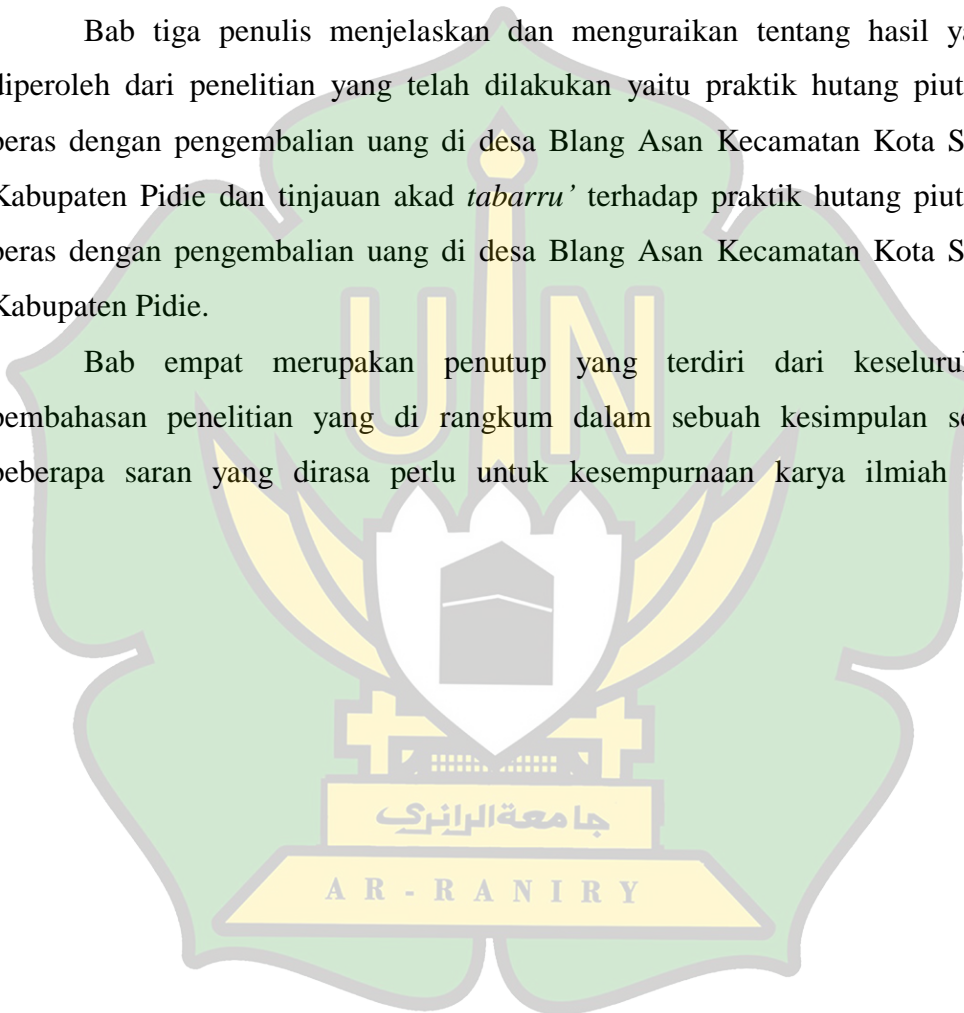 Bab tiga penulis menjelaskan dan menguraikan tentang hasil ya
diperoleh dari penelitian yang telah dilakukan yaitu praktik hutang piut
beras dengan pengembalian uang di desa Blang Asan Kecamatan Kota S
Kabupaten Pidie dan tinjauan akad tabarru’ terhadap praktik hutang piut
beras dengan pengembalian uang di desa Blang Asan Kecamatan Kota S
Kabupaten Pidie.
Bab empat merupakan penutup yang terdiri dari keseluru
pembahasan penelitian yang di rangkum dalam sebuah kesimpulan se
beberapa saran yang dirasa perlu untuk kesempurnaan karya ilmiah
UIN
جامعةالرانري
AR-RANIRY